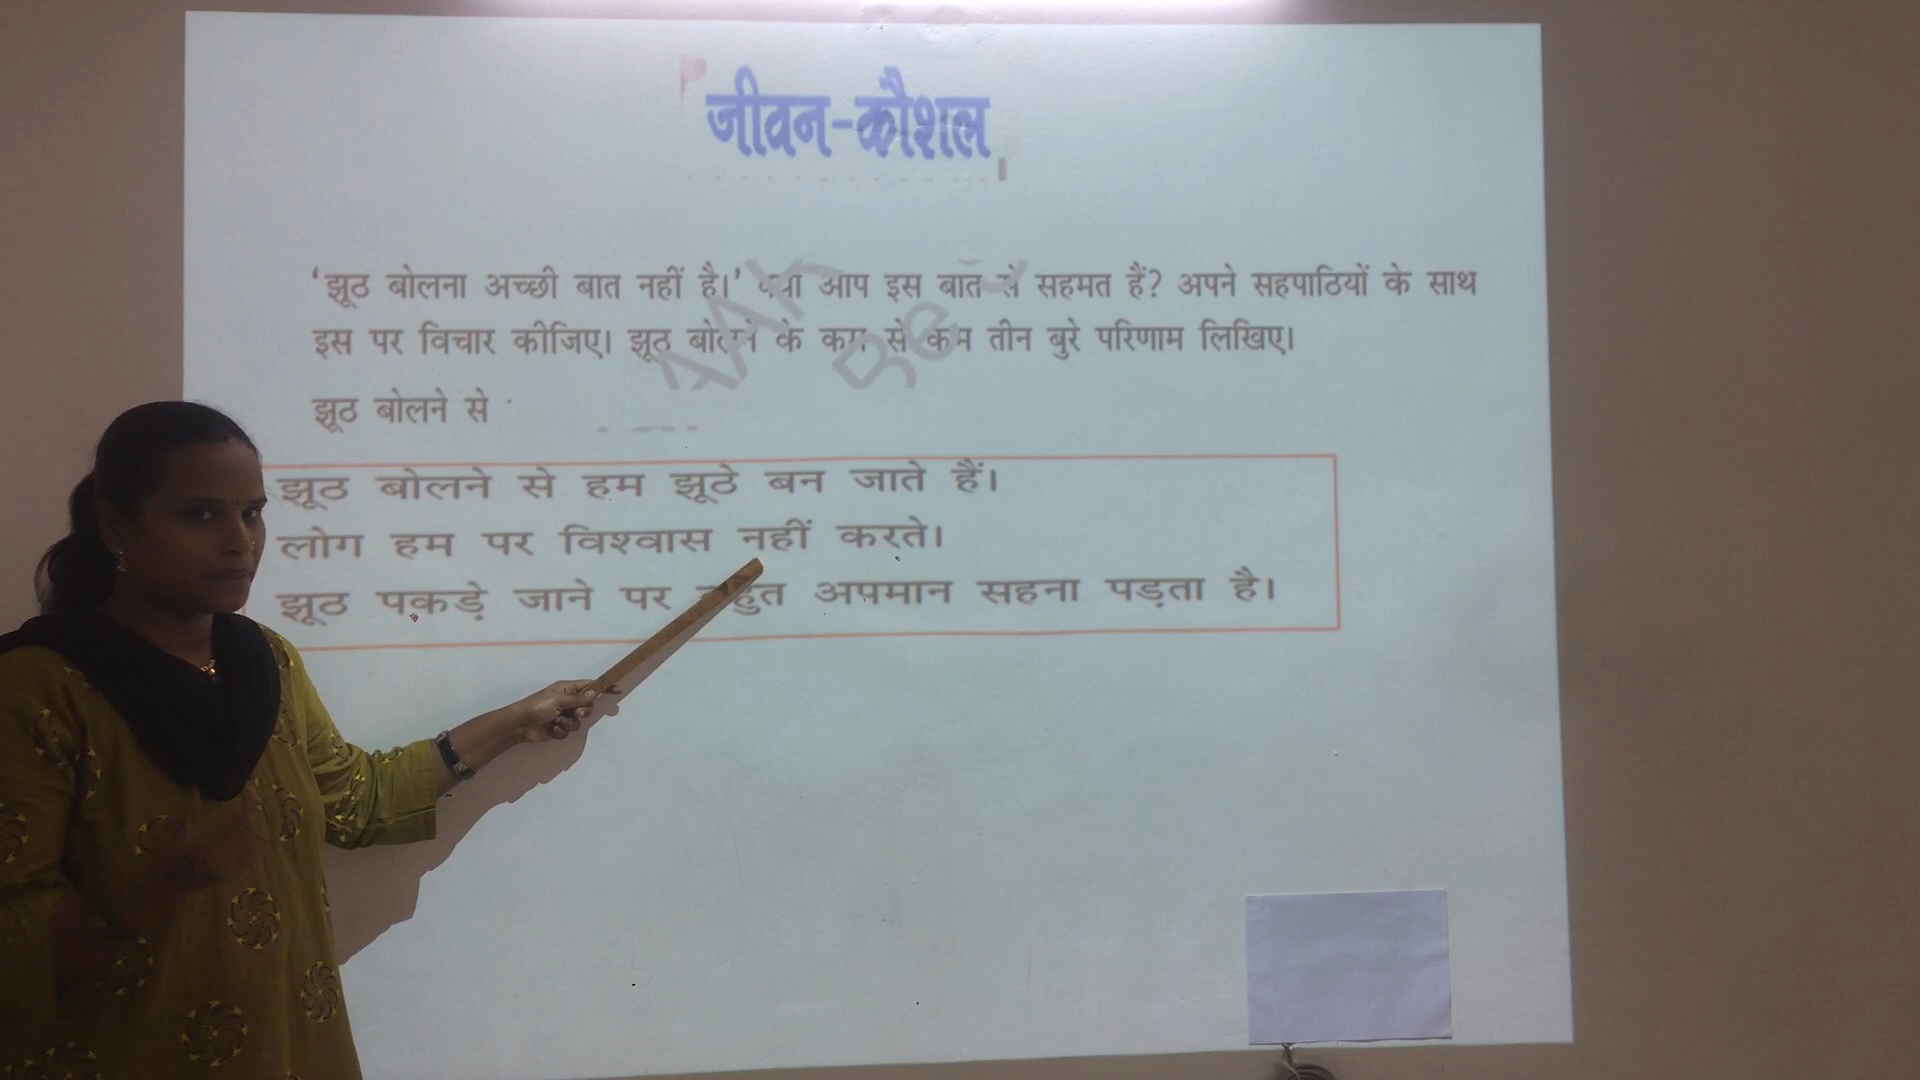 जीवन-कौशल
‘झूठ बोलना अच्छी बात नहीं है।’ क्या आप इस बात से सहमत हैं? अपने सहपाठियों के साथ
इस पर विचार कीजिए। झूठ बोलने के कम से कम तीन बुरे परिणाम लिखिए।
झूठ बोलने से
झूठ बोलने से हम झूठे बन जाते हैं।
लोग हम पर विश्वास नहीं करते।
झूठ पकड़े जाने पर बहुत अपमान सहना पड़ता है।